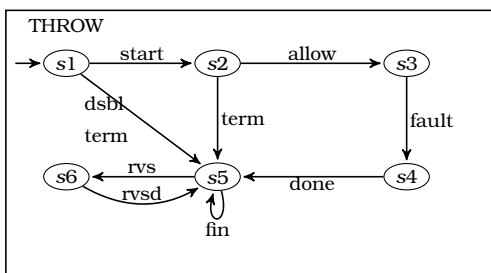 THROW
s1
start
s2
allow
s3
dsbl
term
term
fault
s6
rvs
s5
done
s4
rvsd
fin